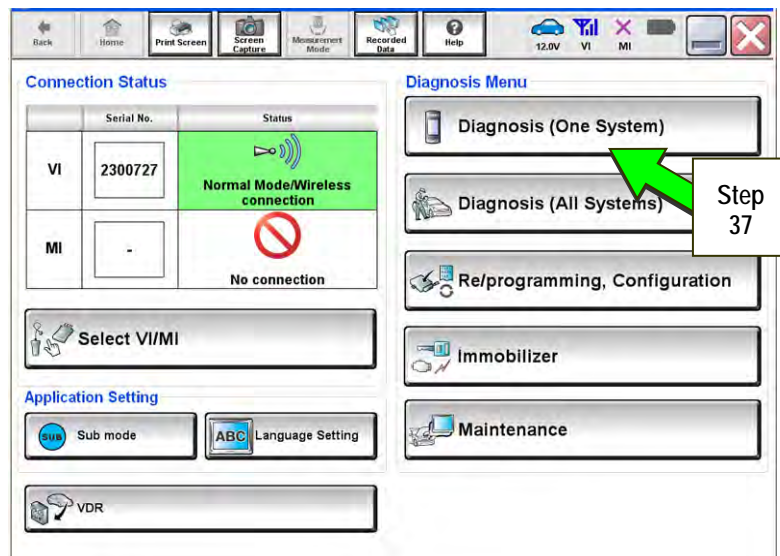 Back
Home
Print Screen
Screen
Capture
Measurement
Mode
Recorded
Data
Help
12.0V
VI
MI
Connection Status
Serial No.
Status
VI
2300727
Normal Mode/Wireless
connection
MI
-
No connection
Select VI/MI
Application Setting
SUB
Sub mode
ABC
Language Setting
VDR
Diagnosis Menu
Diagnosis (One System)
Diagnosis (All Systems)
Re/programming, Configuration
Immobilizer
Maintenance
Step
37